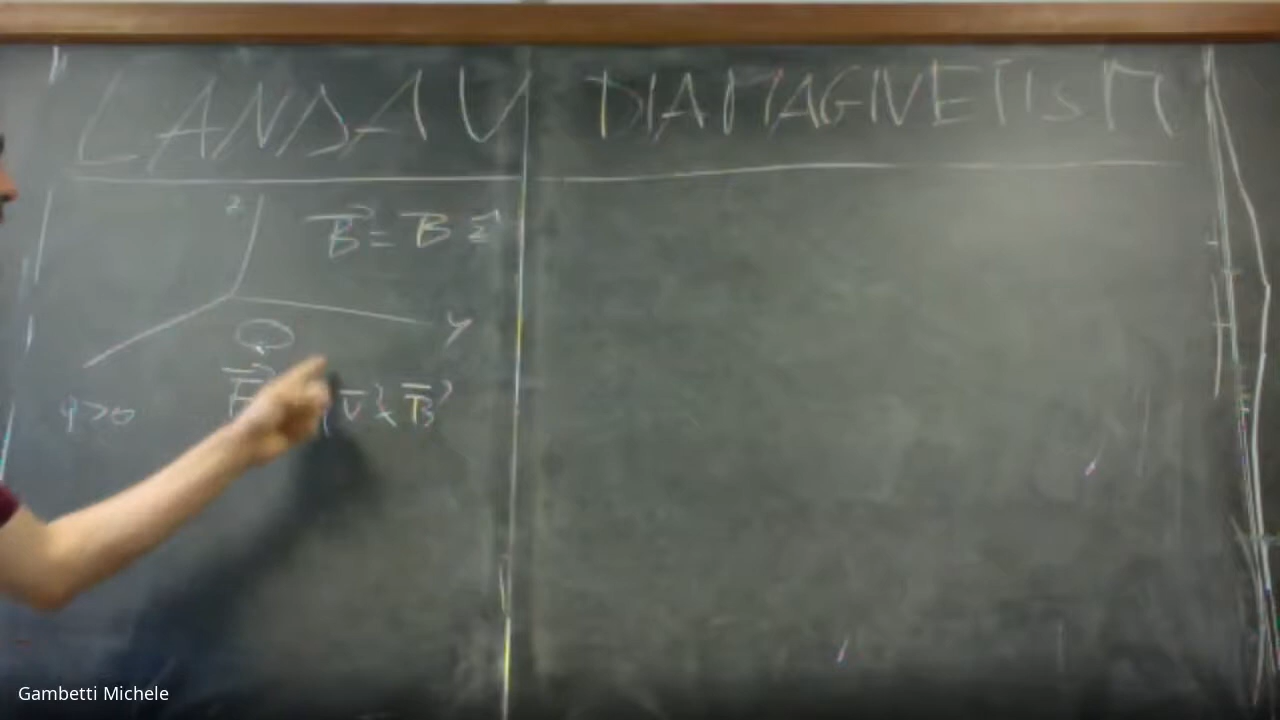 LANDAU DIAMAGNETISM
z
B = B ẑ
y
q>0
F (v × B)
Gambetti Michele